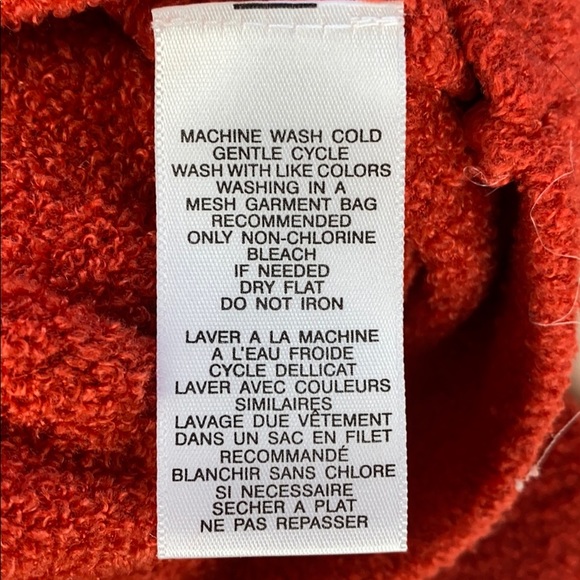 MACHINE WASH COLD
GENTLE CYCLE
WASH WITH LIKE COLORS
WASHING IN A
MESH GARMENT BAG
RECOMMENDED
ONLY NON-CHLORINE
BLEACH
IF NEEDED
DRY FLAT
DO NOT IRON
LAVER A LA MACHINE
A L'EAU FROIDE
CYCLE DELLICAT
LAVER AVEC COULEURS
SIMILAIRES
LAVAGE DUE VÊTEMENT
DANS UN SAC EN FILET
RECOMMANDÉ
BLANCHIR SANS CHLORE
SI NECESSAIRE
SECHER A PLAT
NE PAS REPASSER